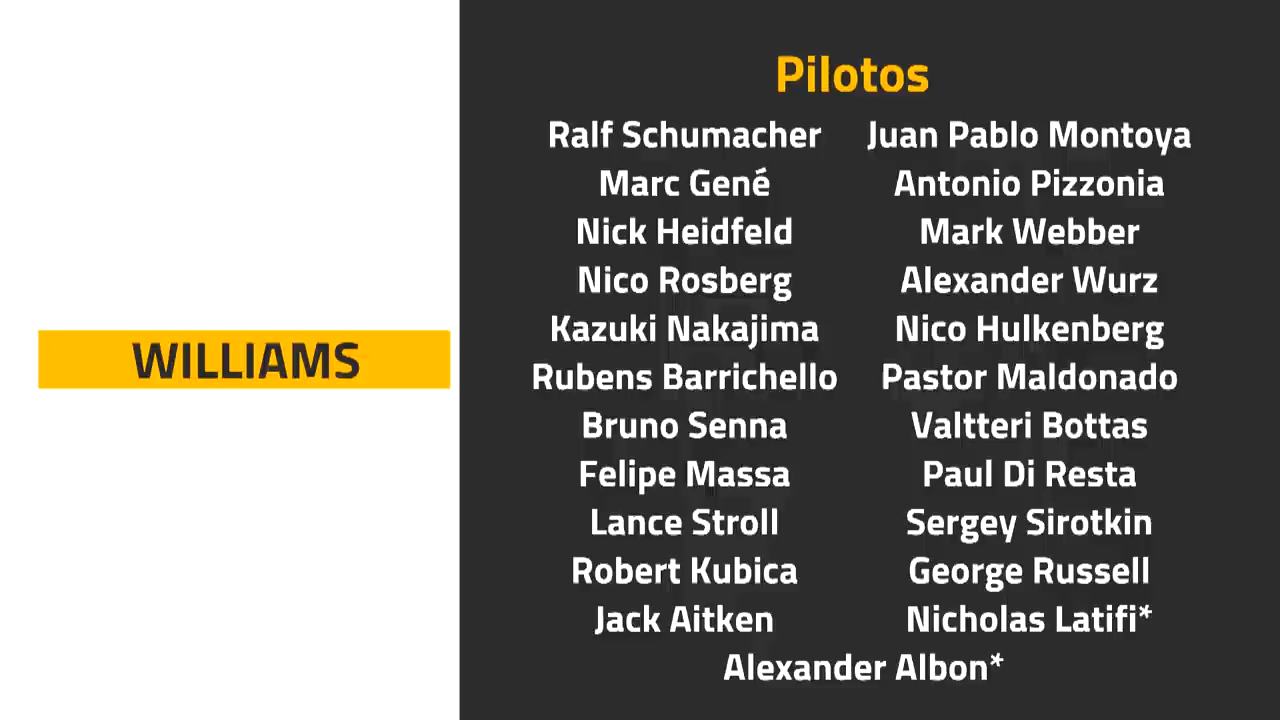 WILLIAMS
Pilotos
Ralf Schumacher Juan Pablo Montoya
Marc Gené Antonio Pizzonia
Nick Heidfeld Mark Webber
Nico Rosberg Alexander Wurz
Kazuki Nakajima Nico Hulkenberg
Rubens Barrichello Pastor Maldonado
Bruno Senna Valtteri Bottas
Felipe Massa Paul Di Resta
Lance Stroll Sergey Sirotkin
Robert Kubica George Russell
Jack Aitken Nicholas Latifi*
Alexander Albon*